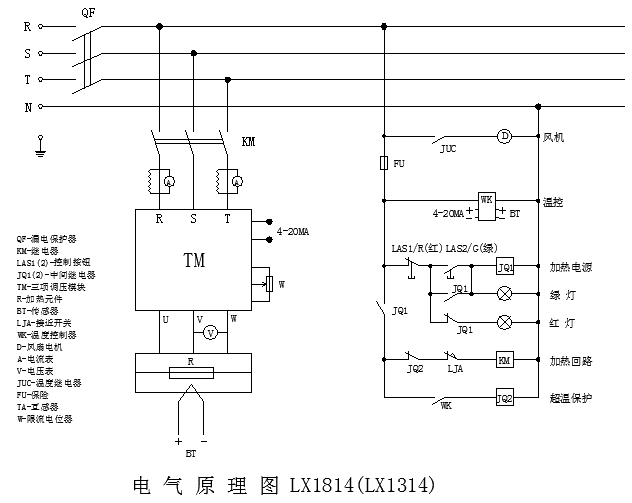 QF
R
S
T
N
KM
A
A
R S T
4-20MA
TM
W
U V W
V
R
+ -
BT
QF-漏电保护器
KM-继电器
LAS1(2)-控制按钮
JQ1(2)-中间继电器
TM-三项调压模块
R-加热元件
BT-传感器
LJA-接近开关
WK-温度控制器
D-风扇电机
A-电流表
V-电压表
JUC-温度继电器
FU-保险
TA-互感器
W-限流电位器
JUC
D
风机
FU
WK
温控
4-20MA
+
-
+
-
BT
LAS1/R(红) LAS2/G(绿)
JQ1
加热电源
JQ1
绿 灯
JQ1
JQ1
红 灯
JQ2
LJA
KM
加热回路
WK
JQ2
超温保护
电 气 原 理 图 LX1814(LX1314)